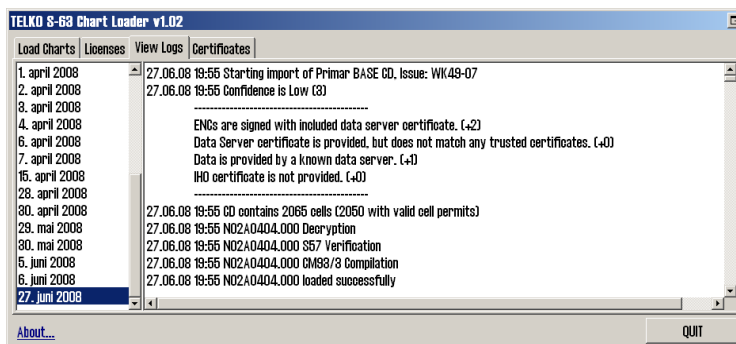 TELKO S-63 Chart Loader v1.02
Load Charts Licenses View Logs Certificates
1. april 2008
2. april 2008
3. april 2008
4. april 2008
6. april 2008
7. april 2008
15. april 2008
28. april 2008
30. april 2008
29. mai 2008
30. mai 2008
5. juni 2008
6. juni 2008
27. juni 2008
27.06.08 19:55 Starting import of Primar BASE CD, Issue: WK49-07
27.06.08 19:55 Confidence is Low (3)
--------------------------------------------
ENCs are signed with included data server certificate. (+2)
Data Server certificate is provided, but does not match any trusted certificates. (+0)
Data is provided by a known data server. (+1)
IHO certificate is not provided. (+0)
--------------------------------------------
27.06.08 19:55 CD contains 2065 cells (2050 with valid cell permits)
27.06.08 19:55 NO2A0404.000 Decryption
27.06.08 19:55 NO2A0404.000 S57 Verification
27.06.08 19:55 NO2A0404.000 CM93/3 Compilation
27.06.08 19:55 NO2A0404.000 loaded successfully
About...
QUIT